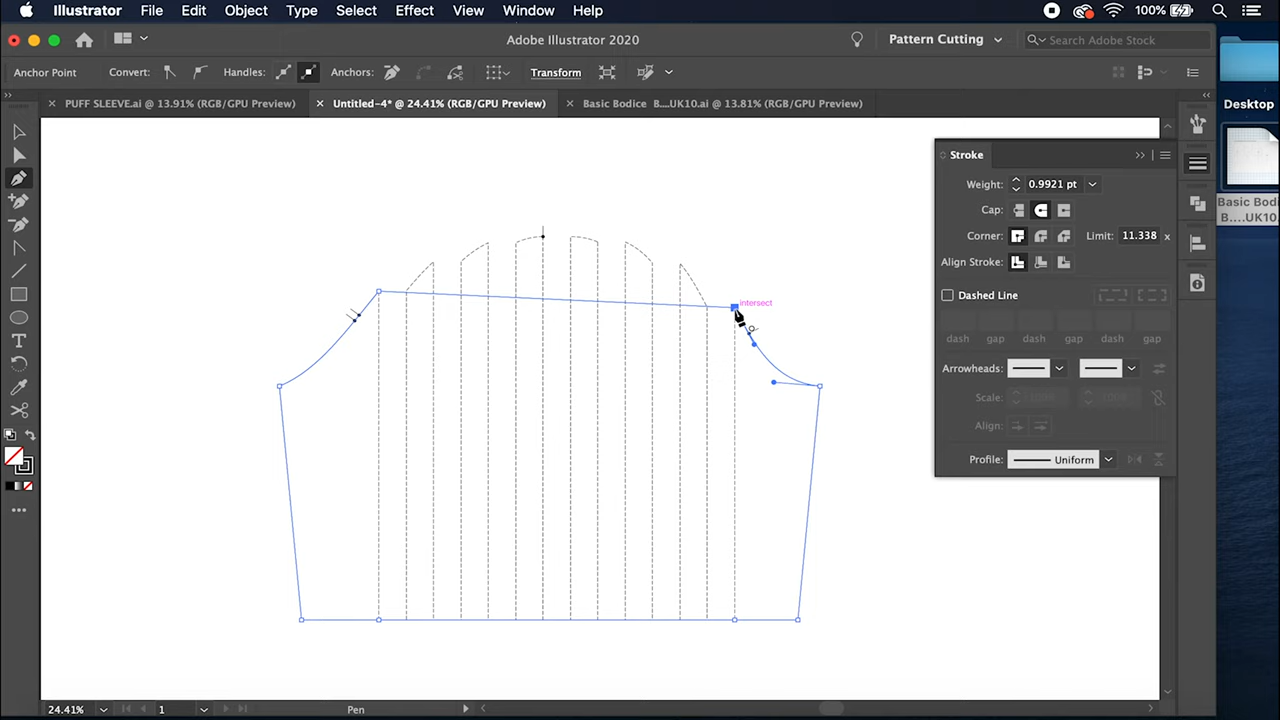 Illustrator File Edit Object Type Select Effect View Window Help 100%
Adobe Illustrator 2020 Pattern Cutting Search Adobe Stock
Anchor Point Convert: Handles: Anchors: Transform
Desktop
× PUFF SLEEVE.ai @ 13.91% (RGB/GPU Preview) × Untitled-4* @ 24.41% (RGB/GPU Preview) × Basic Bodice B....UK10.ai @ 13.81% (RGB/GPU Preview)
Stroke
Weight: 0.9921 pt
Basic Bodi
B....UK10
Cap:
Corner: Limit: 11.338 x
Align Stroke:
Dashed Line
intersect
dash gap dash gap dash gap
Arrowheads:
Scale:
Align:
Profile: Uniform
24.41% 1 Pen